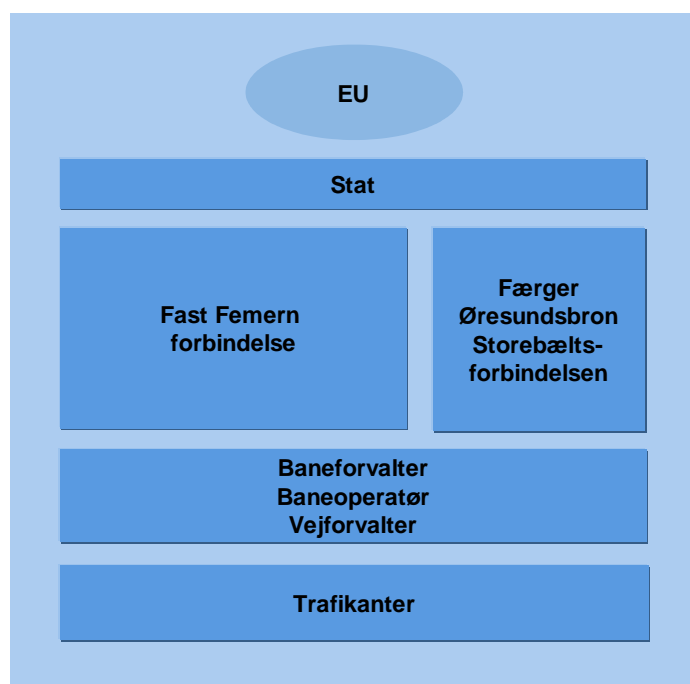 EU
Stat
Fast Femern
forbindelse
Færger
Øresundsbron
Storebælts-
forbindelsen
Baneforvalter
Baneoperatør
Vejforvalter
Trafikanter